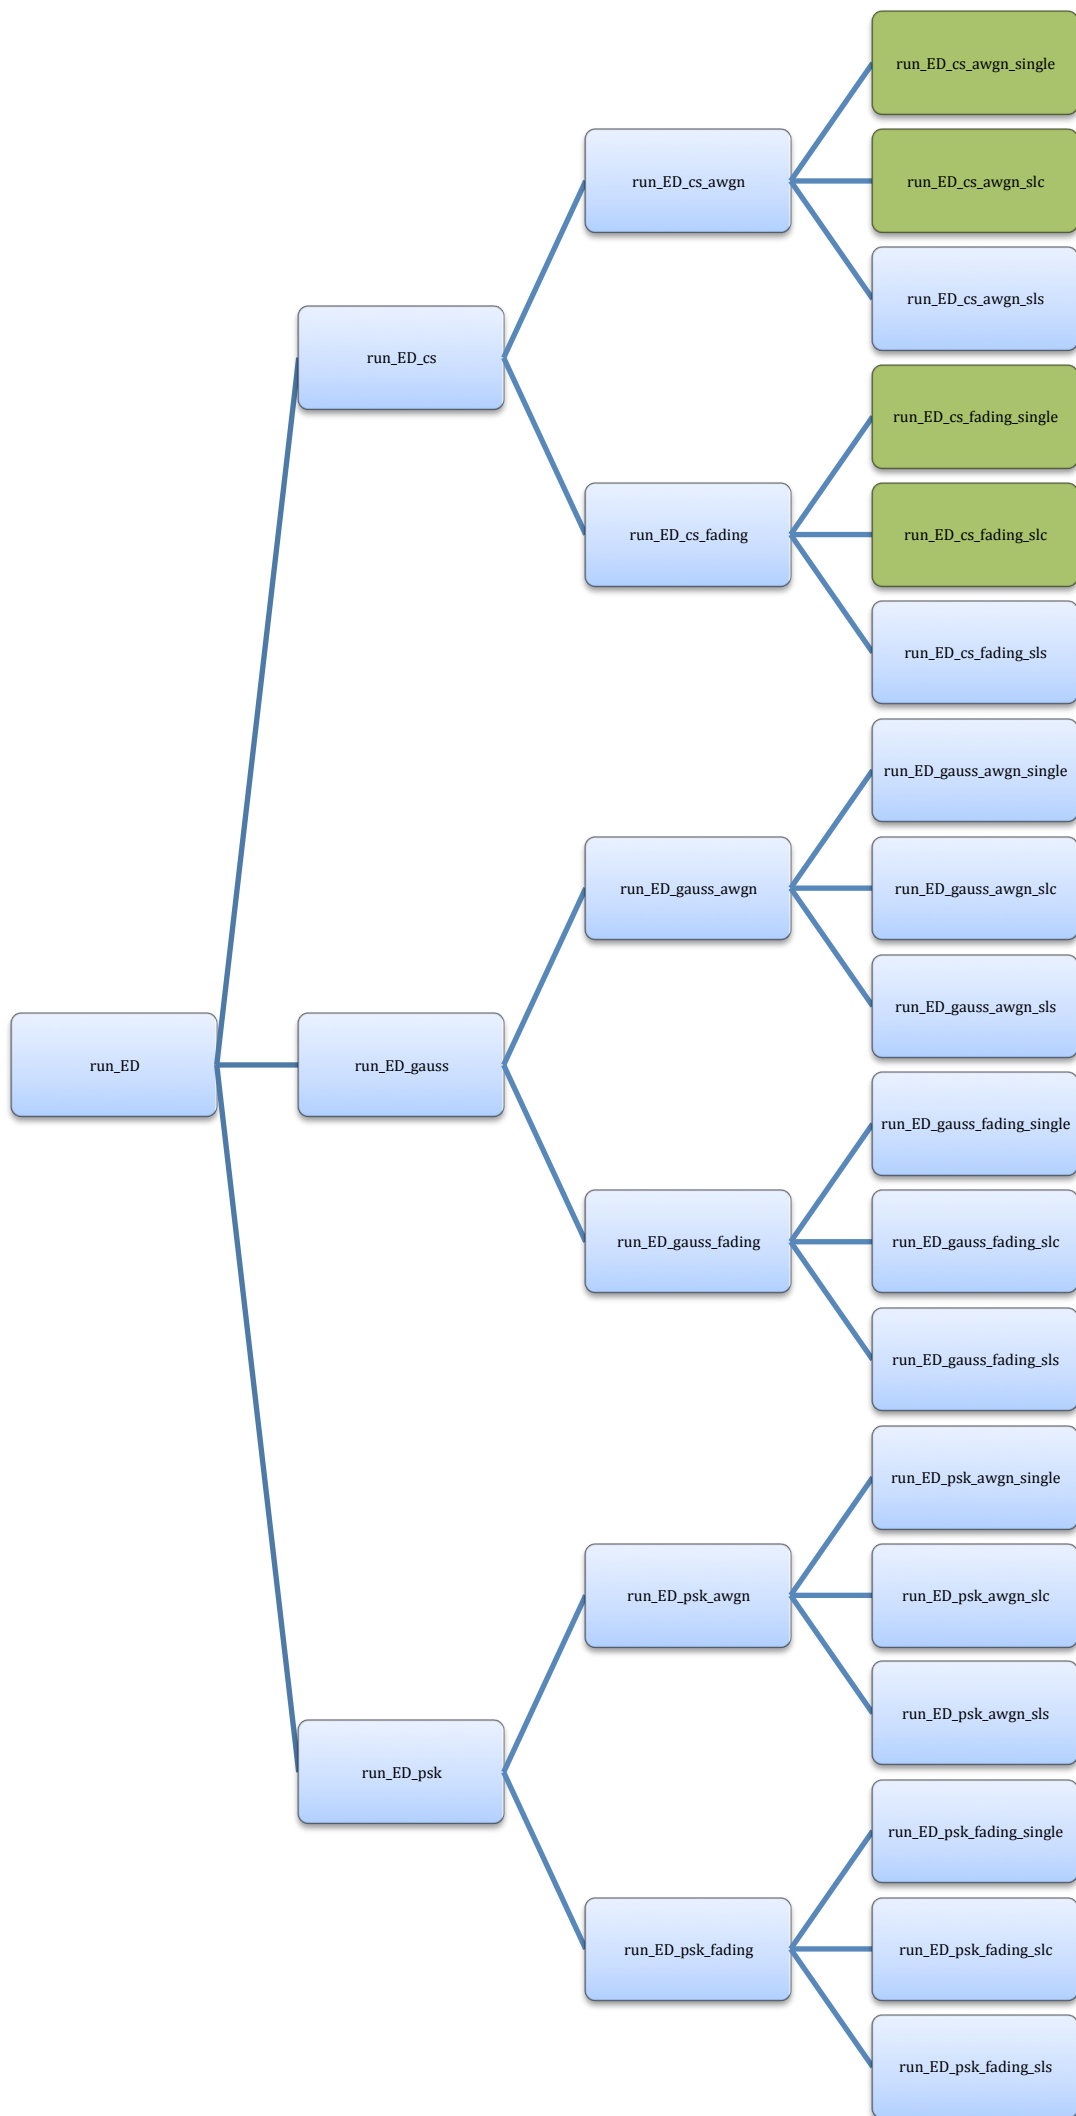 run_ED_cs_awgn_single
run_ED_cs_awgn
run_ED_cs_awgn_slc
run_ED_cs_awgn_sls
run_ED_cs
run_ED_cs_fading_single
run_ED_cs_fading
run_ED_cs_fading_slc
run_ED_cs_fading_sls
run_ED_gauss_awgn_single
run_ED_gauss_awgn
run_ED_gauss_awgn_slc
run_ED_gauss_awgn_sls
run_ED
run_ED_gauss
run_ED_gauss_fading_single
run_ED_gauss_fading
run_ED_gauss_fading_slc
run_ED_gauss_fading_sls
run_ED_psk_awgn_single
run_ED_psk_awgn
run_ED_psk_awgn_slc
run_ED_psk_awgn_sls
run_ED_psk
run_ED_psk_fading_single
run_ED_psk_fading
run_ED_psk_fading_slc
run_ED_psk_fading_sls